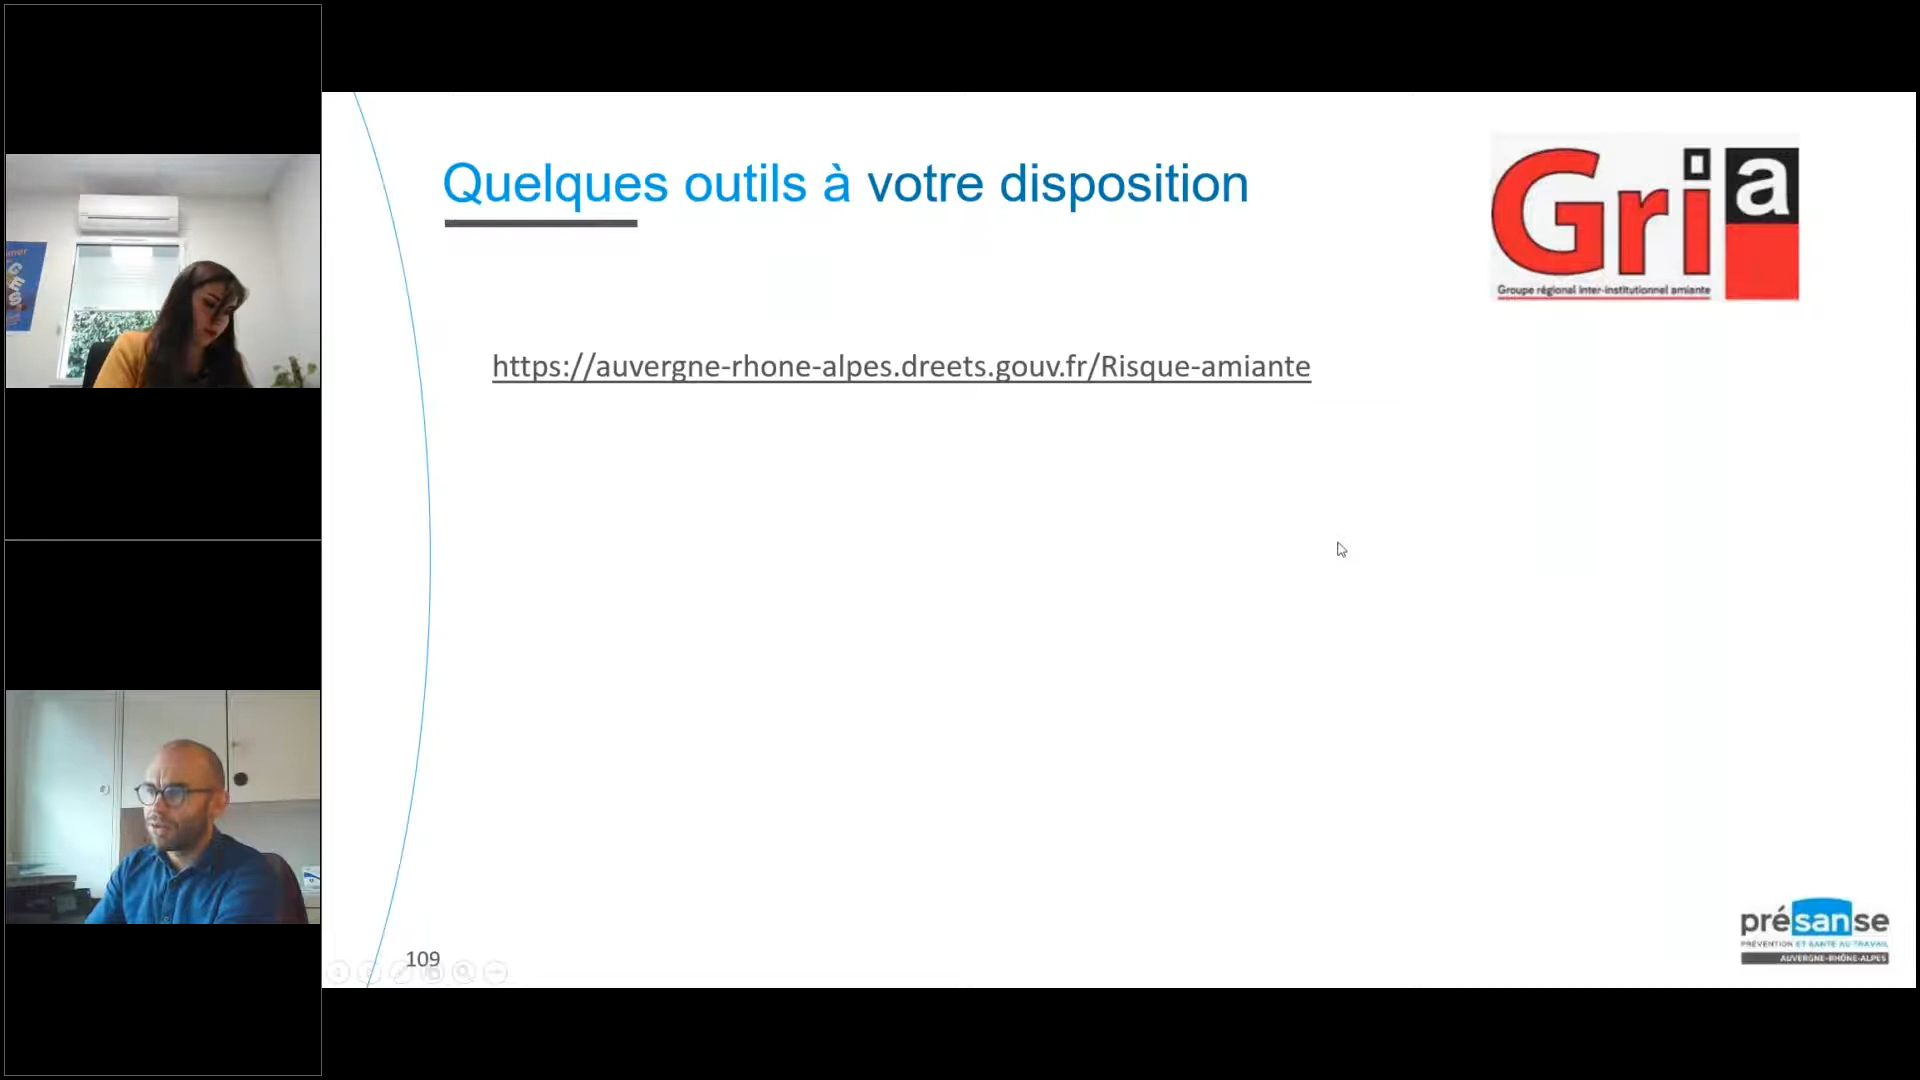 Quelques outils à votre disposition
Gria
Groupe régional inter-institutionnel amiante
https://auvergne-rhone-alpes.dreets.gouv.fr/Risque-amiante
109
présanse
PRÉVENTION ET SANTÉ AU TRAVAIL
AUVERGNE-RHÔNE-ALPES